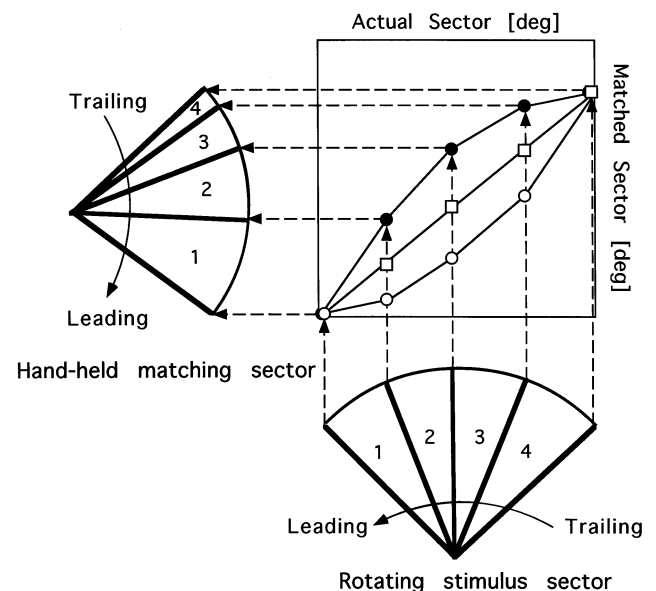 Actual Sector [deg]
Trailing
4
3
2
1
Leading
Matched Sector [deg]
Hand-held matching sector
1 2 3 4
Leading Trailing
Rotating stimulus sector